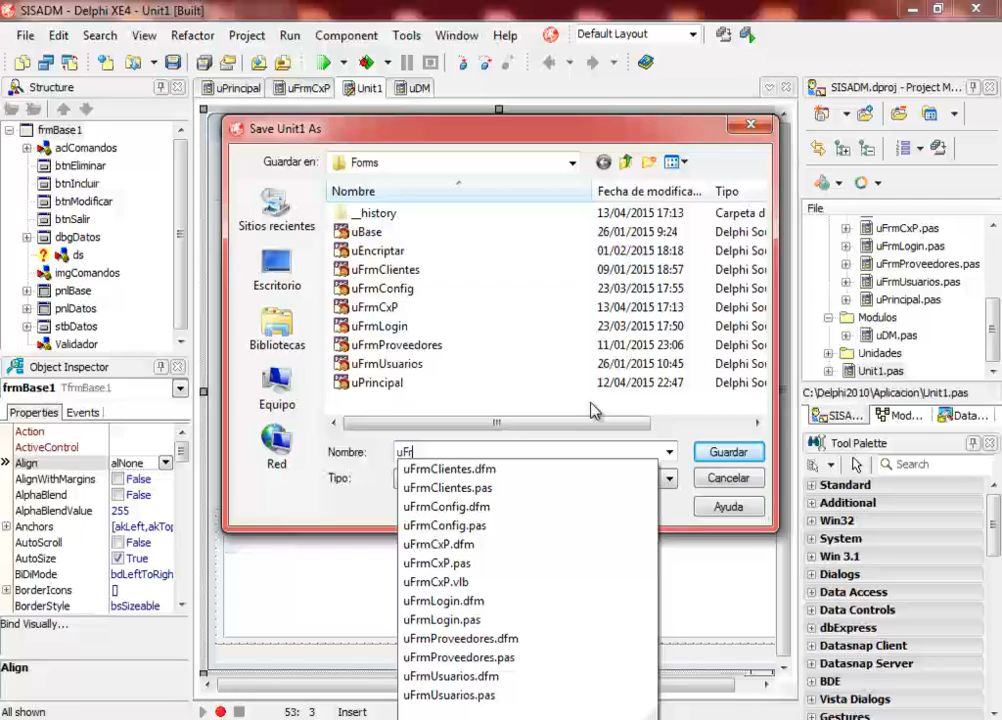 SISADM - Delphi XE4 - Unit1 [Built]
File Edit Search View Refactor Project Run Component Tools Window Help Default Layout
Structure
uPrincipal uFrmCxP Unit1 uDM
SISADM.dproj - Project M...
frmBase1
aclComandos
btnEliminar
btnIncluir
btnModificar
btnSalir
dbgDatos
ds
imgComandos
pnlBase
pnlDatos
stbDatos
Validador
Save Unit1 As
Guardar en: Forms
Nombre Fecha de modifica... Tipo
__history 13/04/2015 17:13 Carpeta d
uBase 26/01/2015 9:24 Delphi Sou
uEncriptar 01/02/2015 18:18 Delphi Sou
uFrmClientes 09/01/2015 18:57 Delphi Sou
uFrmConfig 23/03/2015 17:55 Delphi Sou
uFrmCxP 13/04/2015 17:13 Delphi Sou
uFrmLogin 23/03/2015 17:50 Delphi Sou
uFrmProveedores 11/01/2015 23:06 Delphi Sou
uFrmUsuarios 26/01/2015 10:45 Delphi Sou
uPrincipal 12/04/2015 22:47 Delphi Sou
Sitios recientes
Escritorio
Bibliotecas
Equipo
Red
Nombre: uFr Guardar
Tipo: Cancelar
Ayuda
uFrmClientes.dfm
uFrmClientes.pas
uFrmConfig.dfm
uFrmConfig.pas
uFrmCxP.dfm
uFrmCxP.pas
uFrmCxP.vlb
uFrmLogin.dfm
uFrmLogin.pas
uFrmProveedores.dfm
uFrmProveedores.pas
uFrmUsuarios.dfm
uFrmUsuarios.pas
File
uFrmCxP.pas
uFrmLogin.pas
uFrmProveedores.pas
uFrmUsuarios.pas
uPrincipal.pas
Modulos
uDM.pas
Unidades
Unit1.pas
C:\Delphi2010\Aplicacion\Unit1.pas
SISA... Mod... Data...
Object Inspector
frmBase1 TfrmBase1
Properties Events
Action
ActiveControl
Align alNone
AlignWithMargins False
AlphaBlend False
AlphaBlendValue 255
Anchors [akLeft,akTop
AutoScroll False
AutoSize True
BiDiMode bdLeftToRigh
BorderIcons []
BorderStyle bsSizeable
Bind Visually...
Align
All shown
53: 3 Insert
Tool Palette
Search
Standard
Additional
Win32
System
Win 3.1
Dialogs
Data Access
Data Controls
dbExpress
Datasnap Client
Datasnap Server
BDE
Vista Dialogs
Gestures